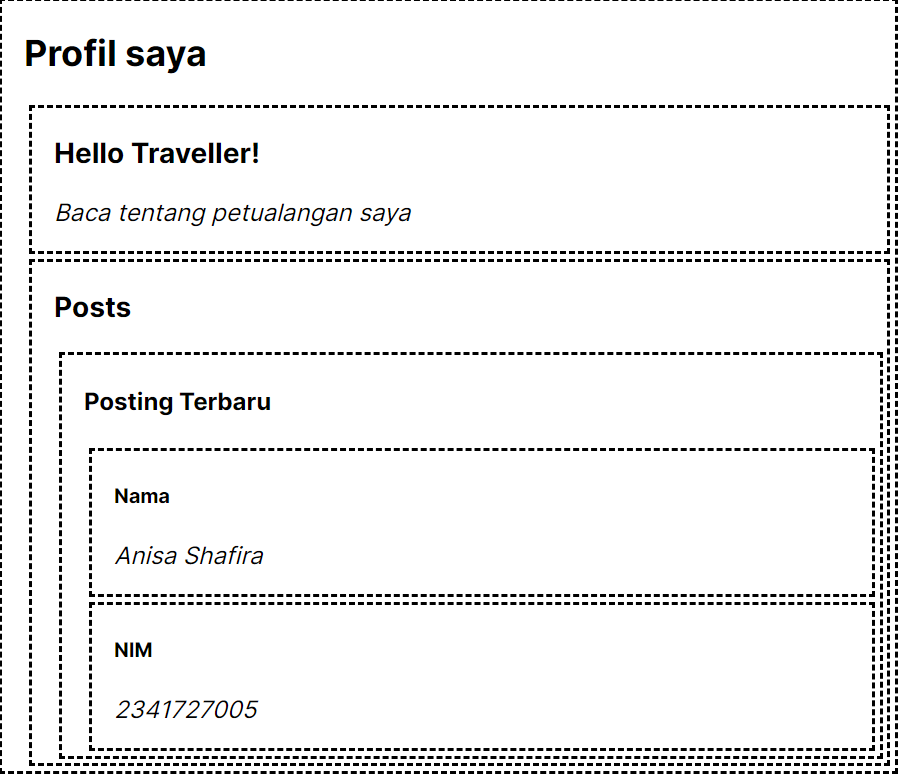 Profil saya
Hello Traveller!
Baca tentang petualangan saya
Posts
Posting Terbaru
Nama
Anisa Shafira
NIM
2341727005